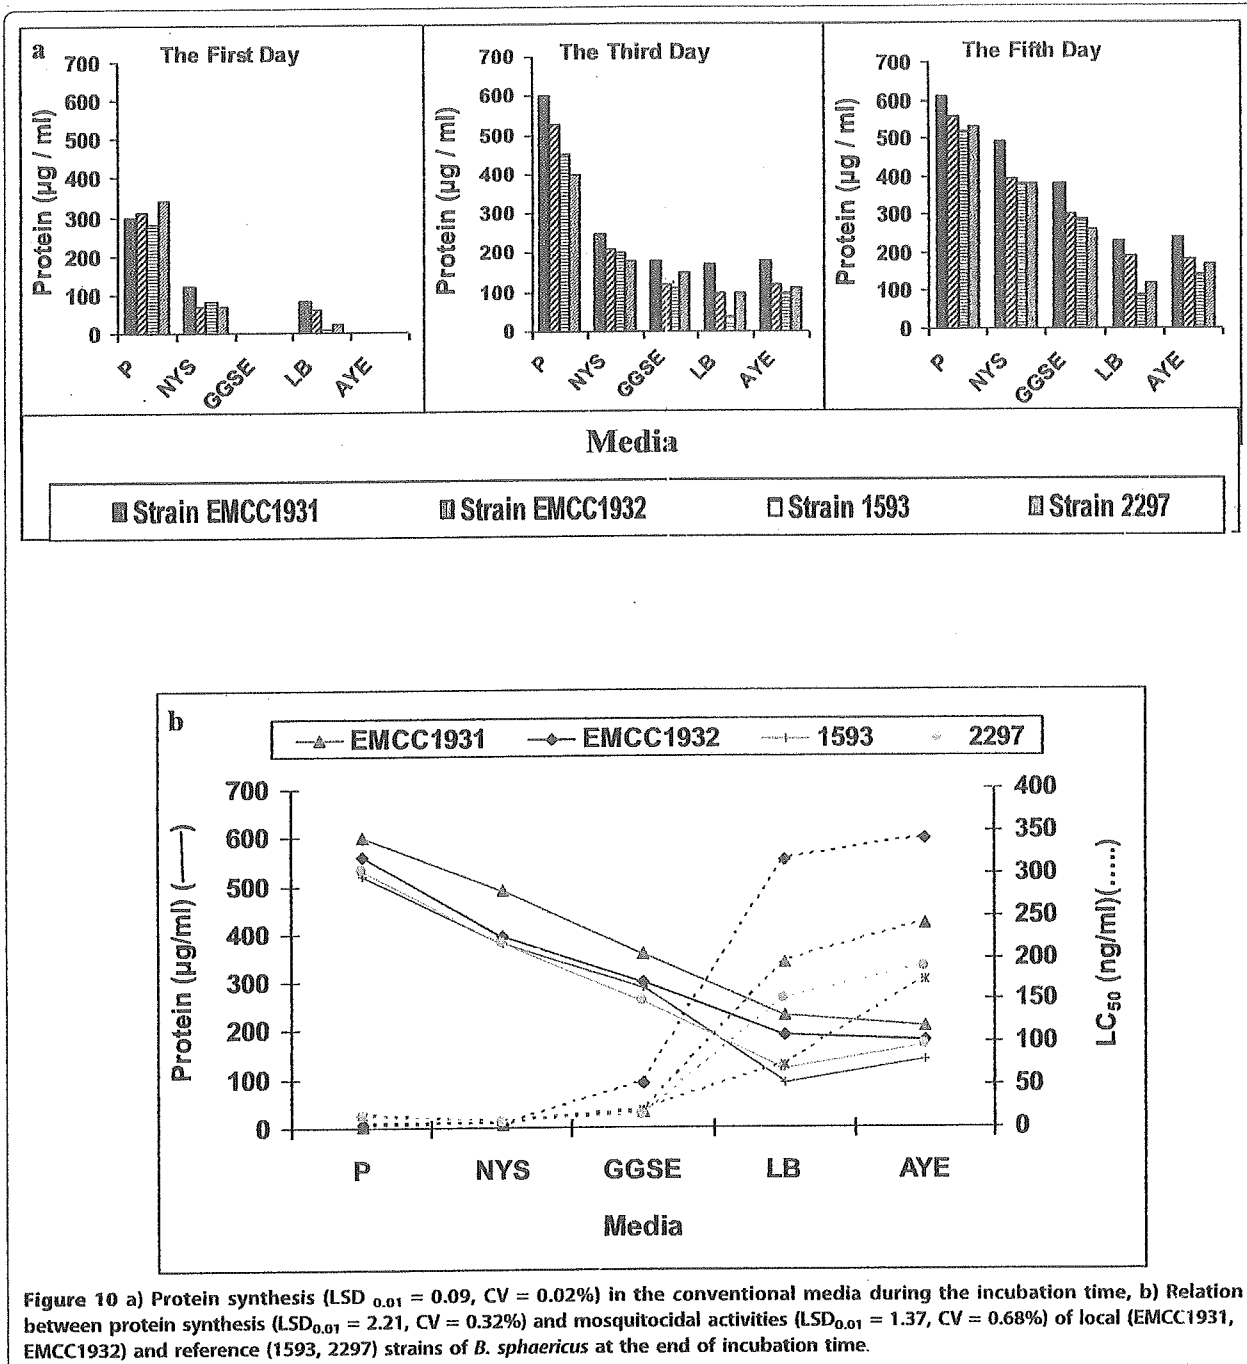 a
The First Day
The Third Day
The Fifth Day
Protein (µg / ml)
700
600
500
400
300
200
100
0
P
NYS
GGSE
LB
AYE
Protein (µg / ml)
700
600
500
400
300
200
100
0
P
NYS
GGSE
LB
AYE
Protein (µg / ml)
700
600
500
400
300
200
100
0
P
NYS
GGSE
LB
AYE
Media
Strain EMCC1931 Strain EMCC1932 Strain 1593 Strain 2297
b
EMCC1931 EMCC1932 1593 2297
Protein (µg/ml) (——)
700
600
500
400
300
200
100
0
400
350
300
250
200
150
100
50
0
LC50 (ng/ml)(.....)
P NYS GGSE LB AYE
Media
Figure 10 a) Protein synthesis (LSD 0.01 = 0.09, CV = 0.02%) in the conventional media during the incubation time, b) Relation
between protein synthesis (LSD0.01 = 2.21, CV = 0.32%) and mosquitocidal activities (LSD0.01 = 1.37, CV = 0.68%) of local (EMCC1931,
EMCC1932) and reference (1593, 2297) strains of B. sphaericus at the end of incubation time.